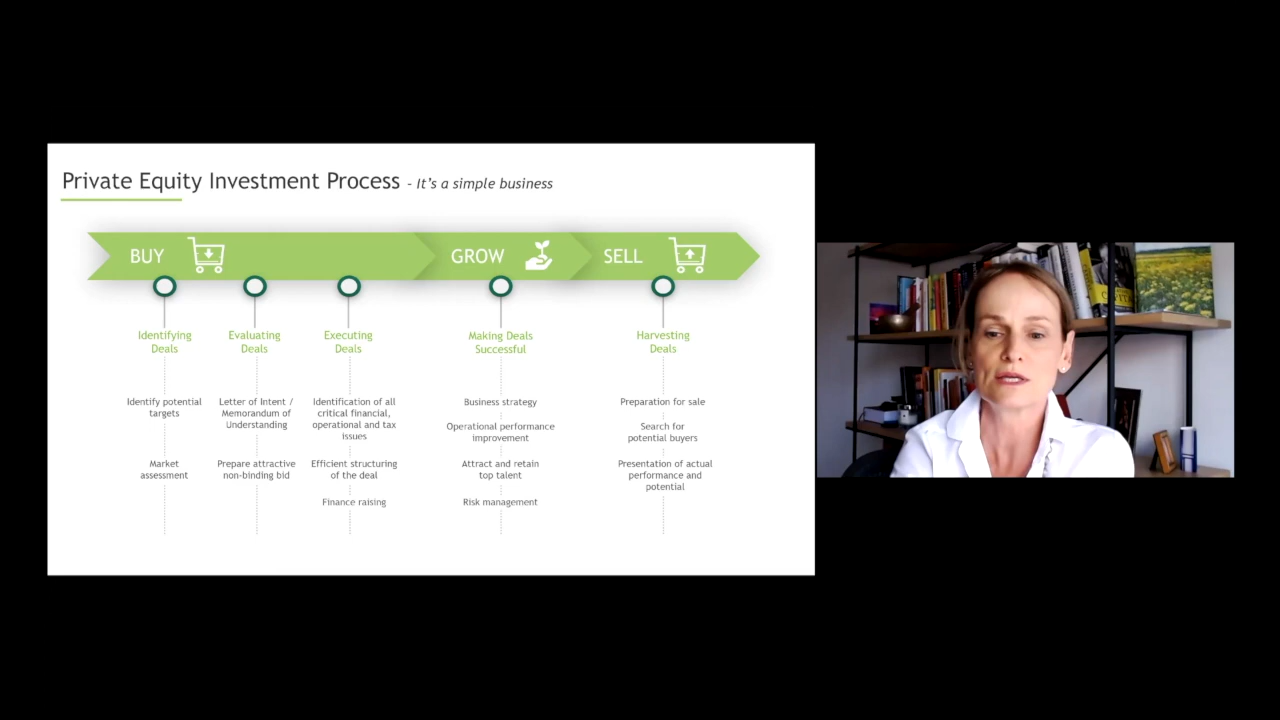 Private Equity Investment Process - It's a simple business
BUY
GROW
SELL
Identifying
Deals
Evaluating
Deals
Executing
Deals
Making Deals
Successful
Harvesting
Deals
Identify potential
targets
Market
assessment
Letter of Intent /
Memorandum of
Understanding
Prepare attractive
non-binding bid
Identification of all
critical financial,
operational and tax
issues
Efficient structuring
of the deal
Finance raising
Business strategy
Operational performance
improvement
Attract and retain
top talent
Risk management
Preparation for sale
Search for
potential buyers
Presentation of actual
performance and
potential